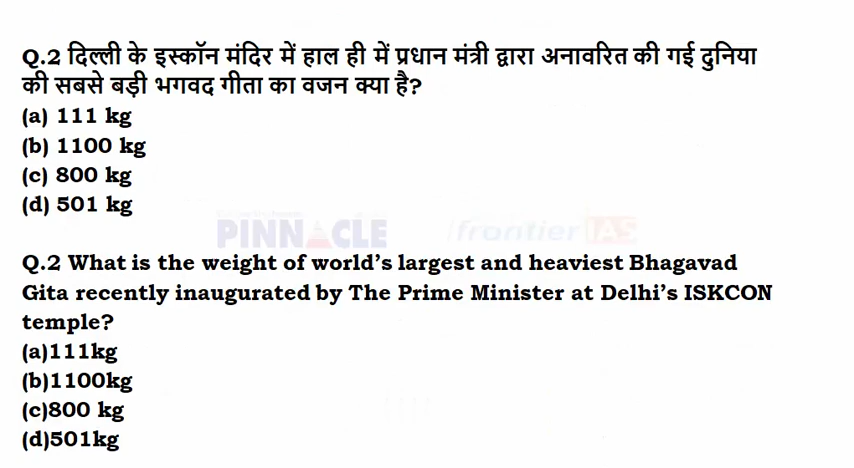 Q.2 दिल्ली के इस्कॉन मंदिर में हाल ही में प्रधान मंत्री द्वारा अनावरित की गई दुनिया
की सबसे बड़ी भगवद गीता का वजन क्या है?
(a) 111 kg
(b) 1100 kg
(c) 800 kg
(d) 501 kg
PINNACLE frontier IAS
Q.2 What is the weight of world’s largest and heaviest Bhagavad
Gita recently inaugurated by The Prime Minister at Delhi’s ISKCON
temple?
(a)111kg
(b)1100kg
(c)800 kg
(d)501kg